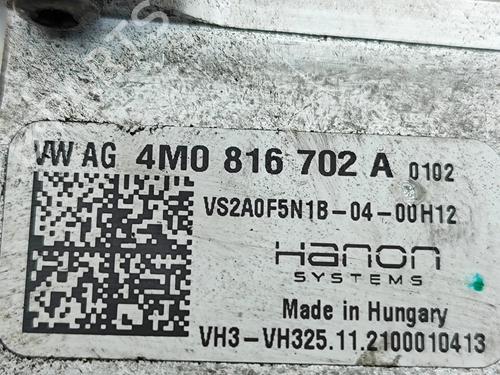 VW AG 4M0 816 702 A 0102
VS2A0F5N1B-04-00H12
Hanon
SYSTEMS
Made in Hungary
VH3-VH325.11.2100010413